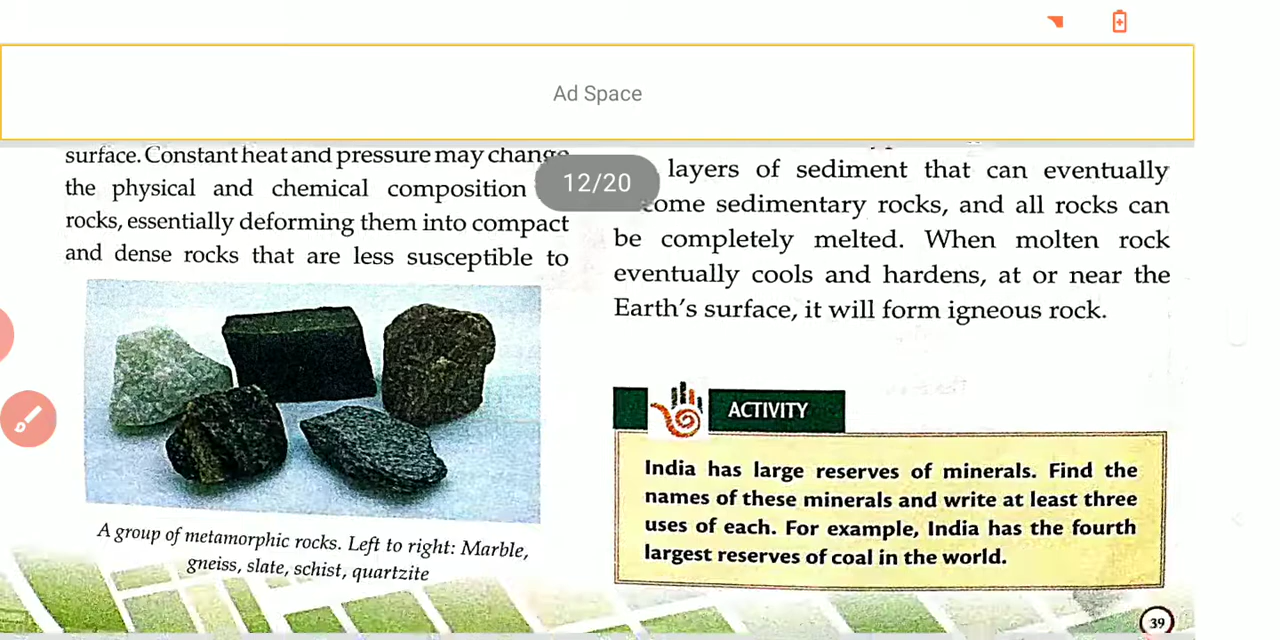 Ad Space
12/20
surface. Constant heat and pressure may change
the physical and chemical composition
rocks, essentially deforming them into compact
and dense rocks that are less susceptible to
A group of metamorphic rocks. Left to right: Marble,
gneiss, slate, schist, quartzite
layers of sediment that can eventually
come sedimentary rocks, and all rocks can
be completely melted. When molten rock
eventually cools and hardens, at or near the
Earth's surface, it will form igneous rock.
ACTIVITY
India has large reserves of minerals. Find the
names of these minerals and write at least three
uses of each. For example, India has the fourth
largest reserves of coal in the world.
39